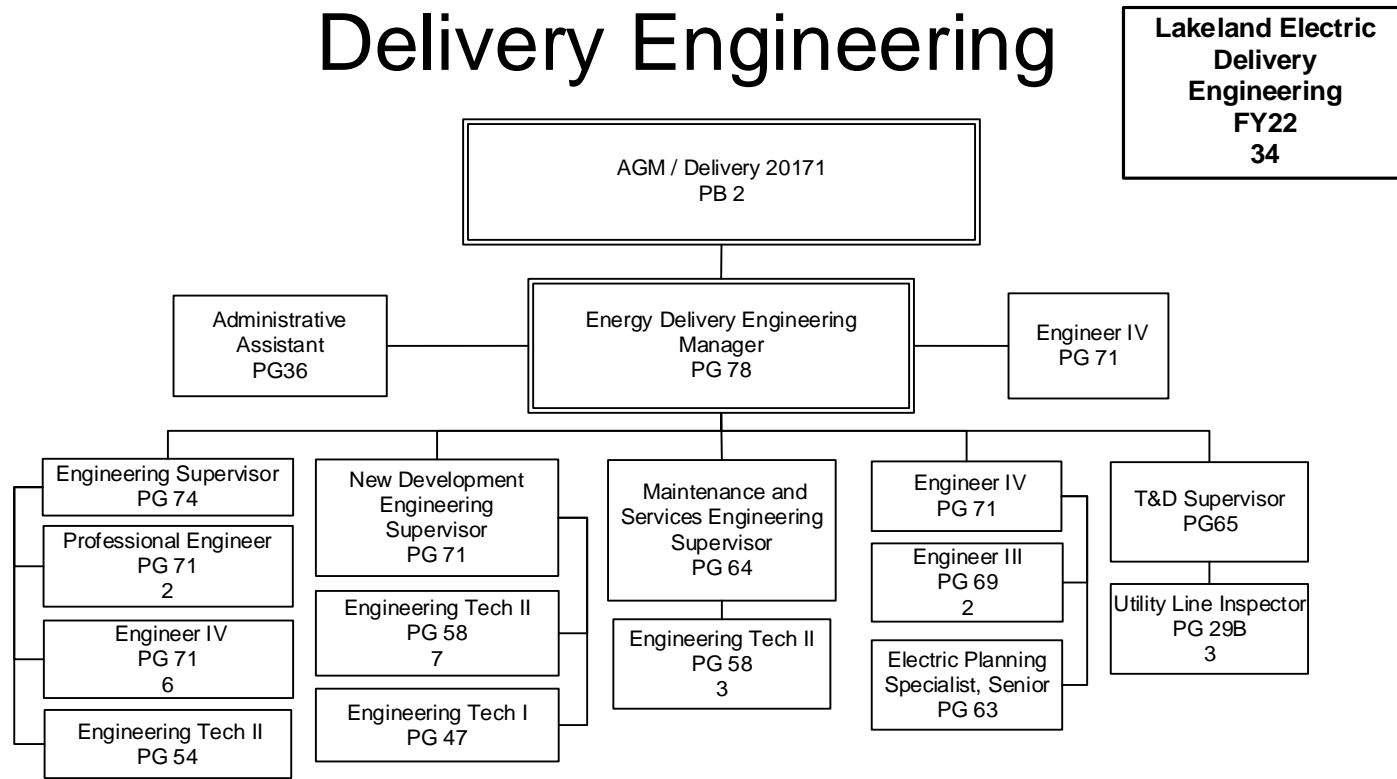 Delivery Engineering
Lakeland Electric
Delivery
Engineering
FY22
34
AGM / Delivery 20171
PB 2
Administrative
Assistant
PG36
Energy Delivery Engineering
Manager
PG 78
Engineer IV
PG 71
Engineering Supervisor
PG 74
Professional Engineer
PG 71
2
Engineer IV
PG 71
6
Engineering Tech II
PG 54
New Development
Engineering
Supervisor
PG 71
Engineering Tech II
PG 58
7
Engineering Tech I
PG 47
Maintenance and
Services Engineering
Supervisor
PG 64
Engineering Tech II
PG 58
3
Engineer IV
PG 71
Engineer III
PG 69
2
Electric Planning
Specialist, Senior
PG 63
T&D Supervisor
PG65
Utility Line Inspector
PG 29B
3